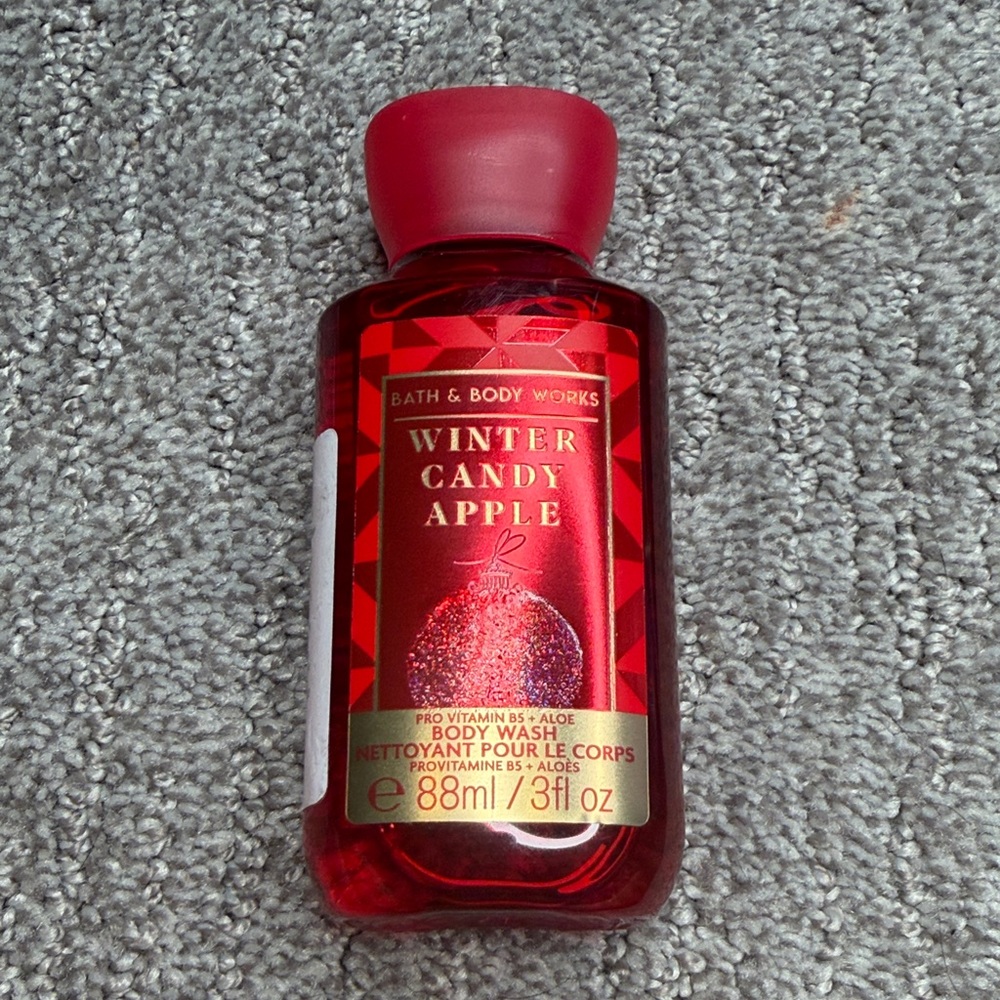 BATH & BODY WORKS
WINTER
CANDY
APPLE
PRO VITAMIN B5 + ALOE
BODY WASH
NETTOYANT POUR LE CORPS
PROVITAMINE B5 + ALOÈS
℮ 88ml / 3fl oz